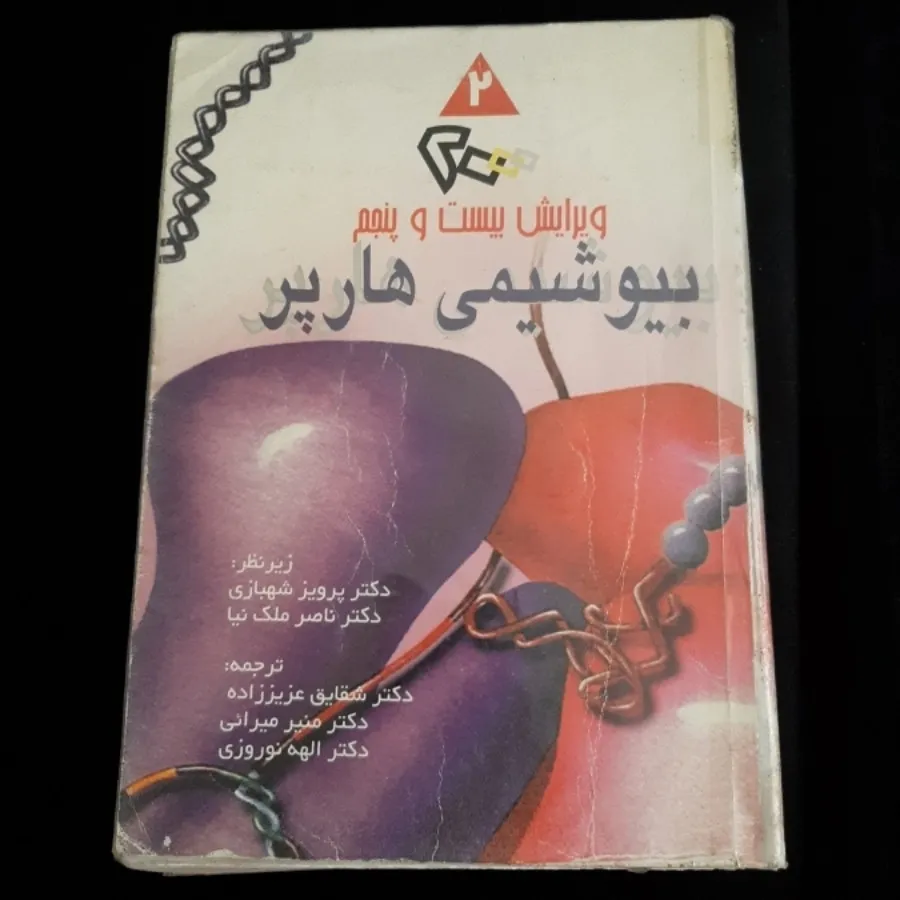 ۲
ویرایش بیست و پنجم
بیوشیمی هارپر
زیرنظر:
دکتر پرویز شهبازی
دکتر ناصر ملک نیا
ترجمه:
دکتر شقایق عزیززاده
دکتر منیر میرائی
دکتر الهه نوروزی